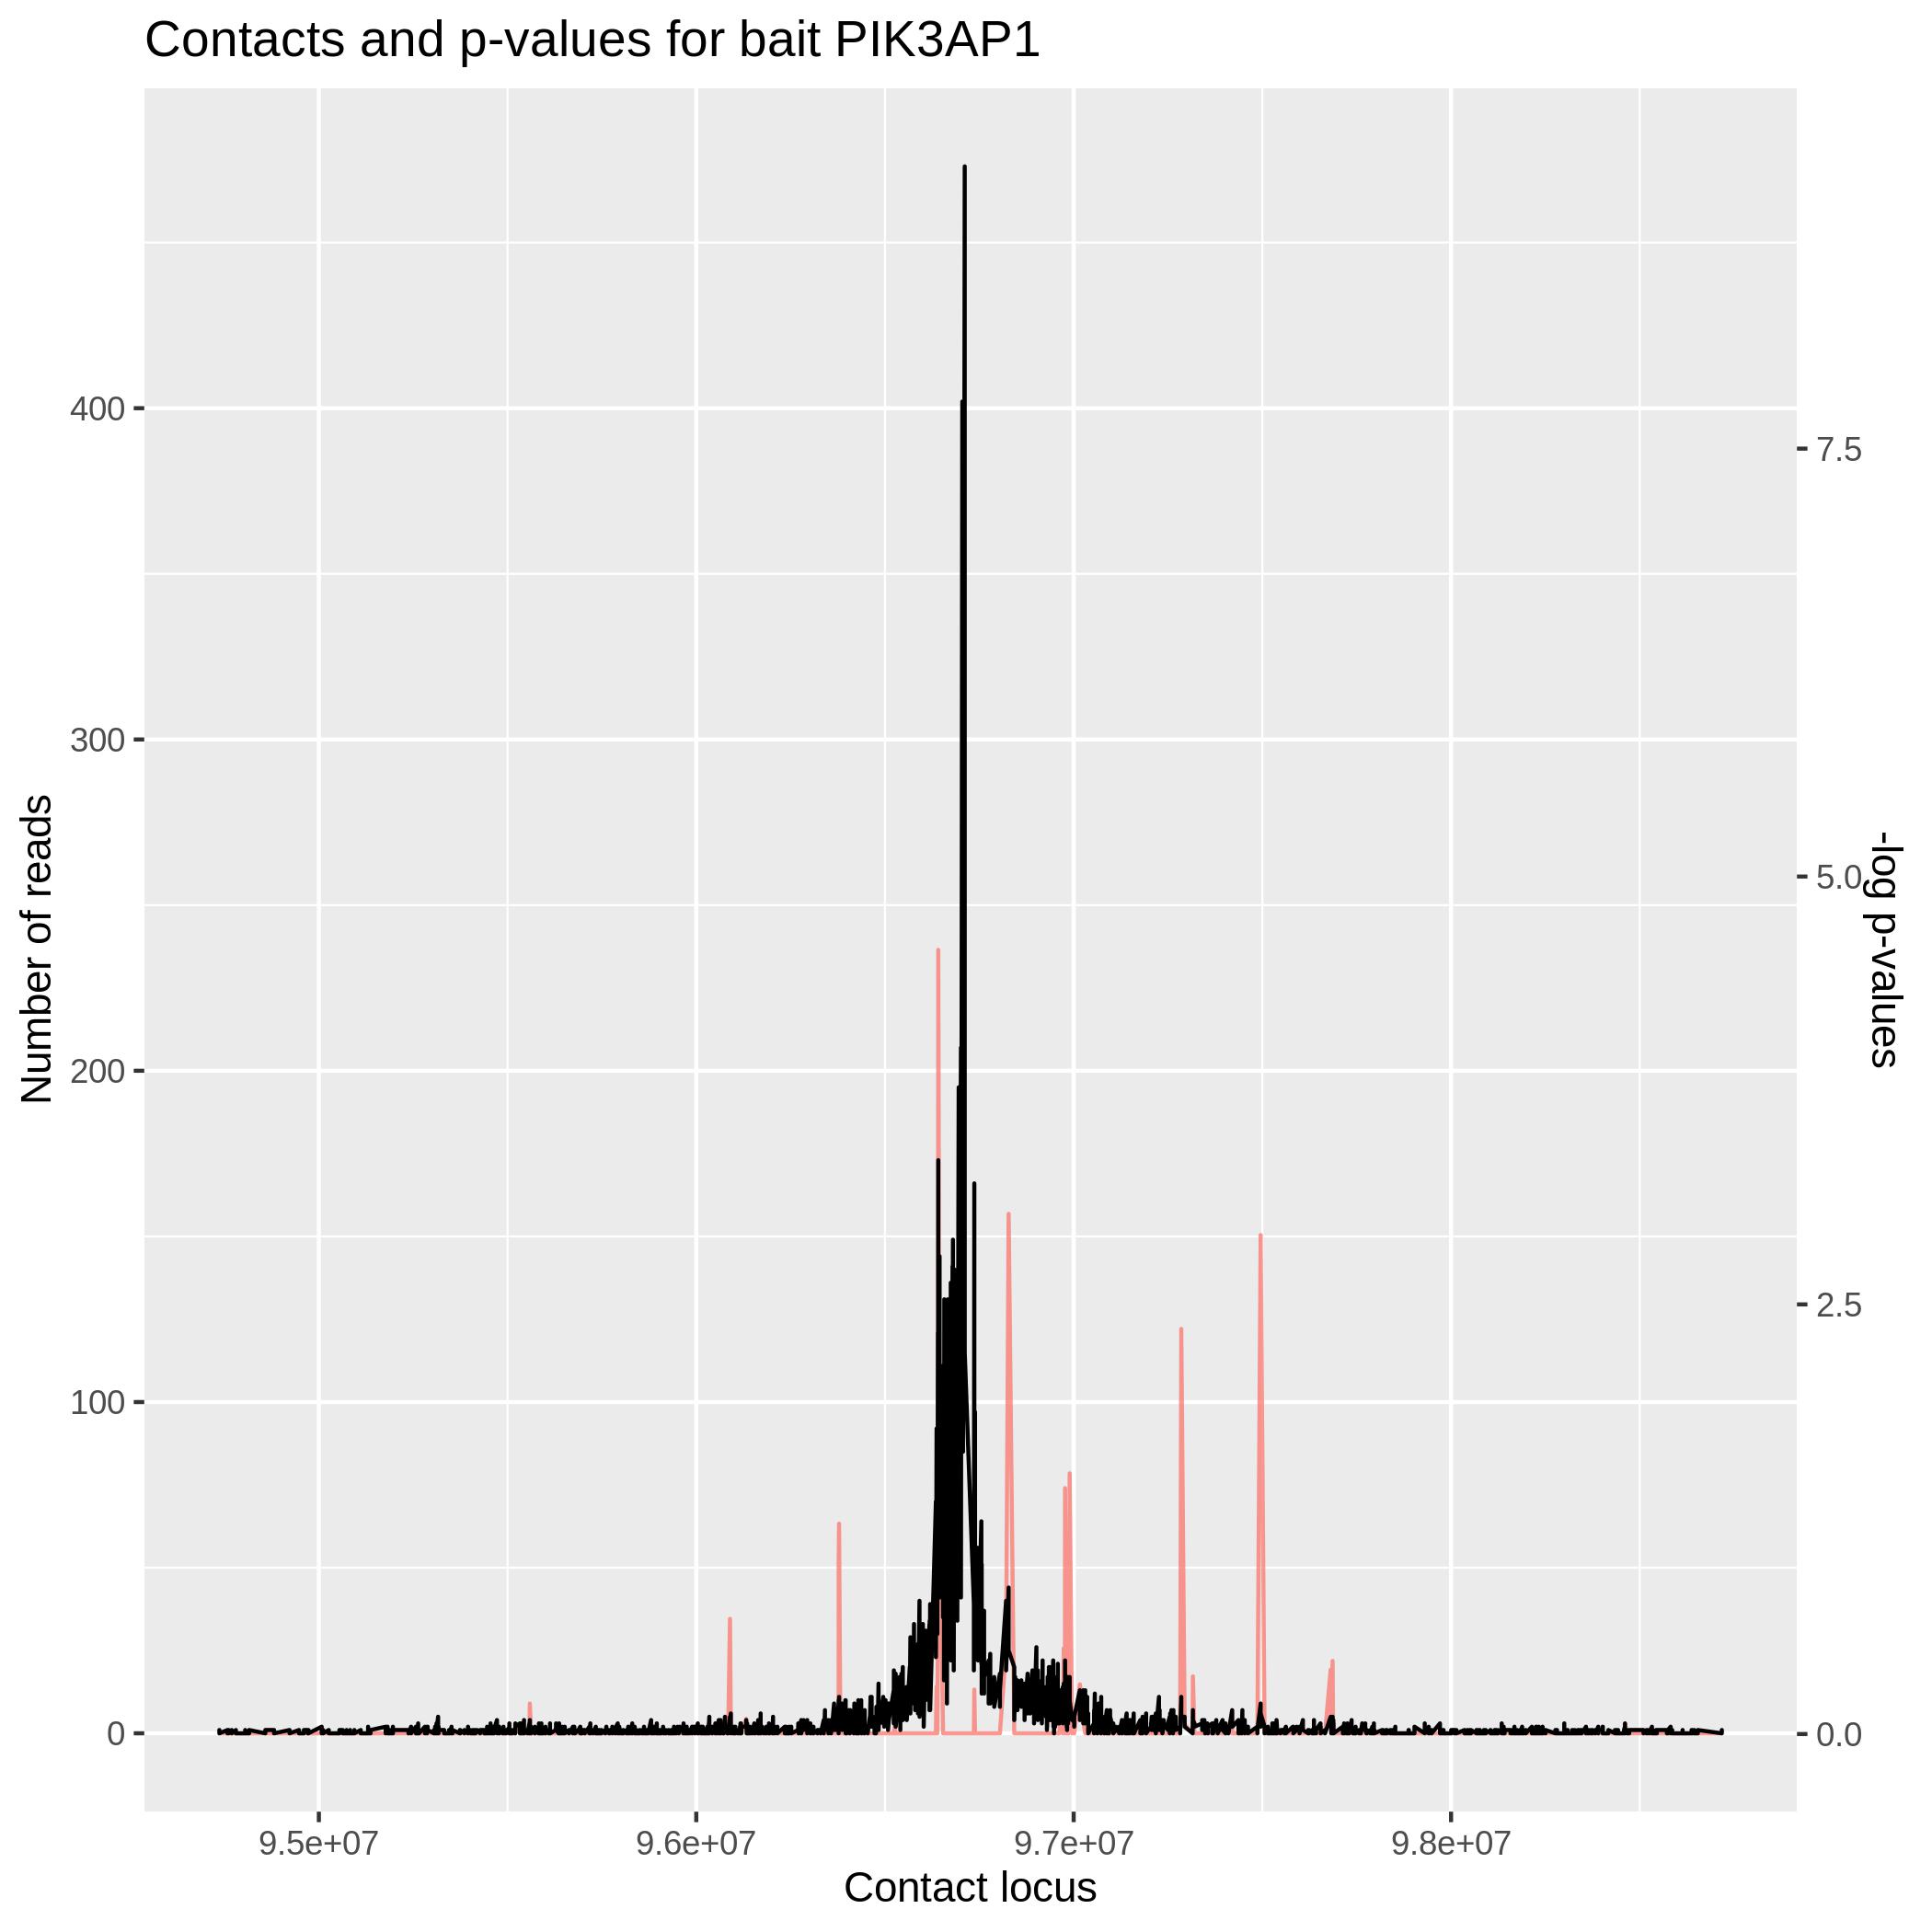 Contacts and p-values for bait PIK3AP1
Number of reads
400
300
200
100
0
7.5
5.0
2.5
0.0
-log p-values
9.5e+07
9.6e+07
9.7e+07
9.8e+07
Contact locus